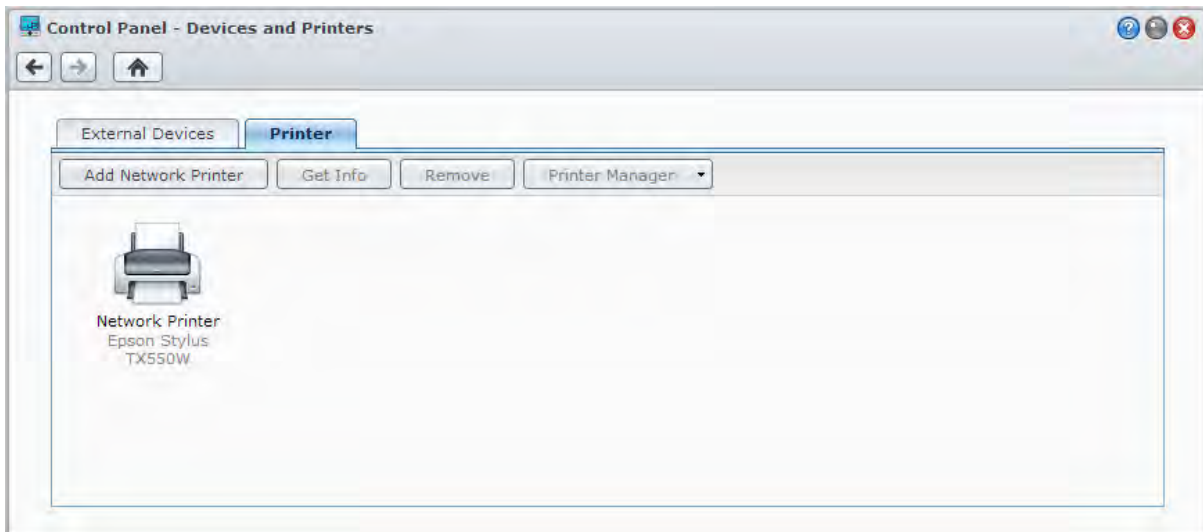 Control Panel - Devices and Printers
External Devices Printer
Add Network Printer Get Info Remove Printer Manager
Network Printer
Epson Stylus
TX550W